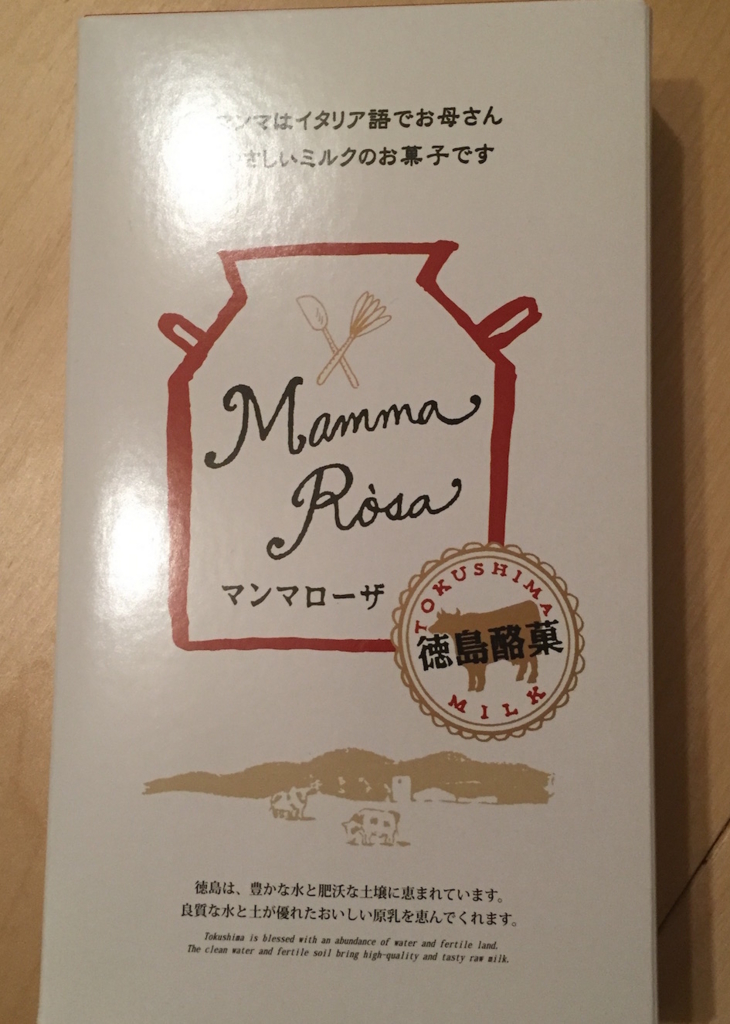 マンマはイタリア語でお母さん
さしいミルクのお菓子です
Mamma
Ròsa
マンマローザ
TOKUSHIMA
徳島酪菓
MILK
徳島は、豊かな水と肥沃な土壌に恵まれています。
良質な水と土が優れたおいしい原乳を恵んでくれます。
Tokushima is blessed with an abundance of water and fertile land.
The clean water and fertile soil bring high-quality and tasty raw milk.